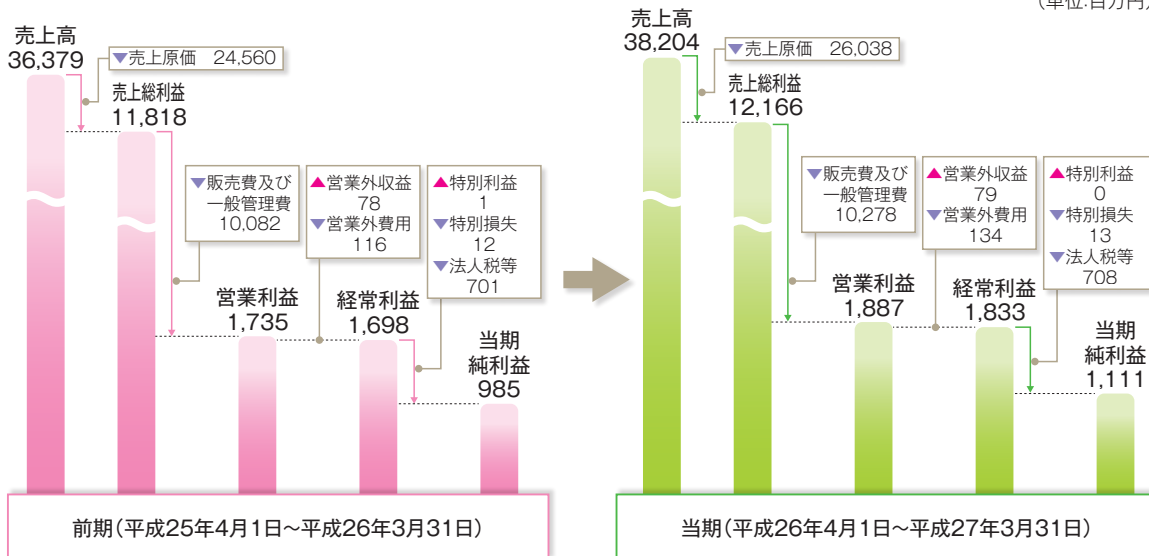 (単位:百万円)
売上高
36,379
▼売上原価 24,560
売上総利益
11,818
▼販売費及び
一般管理費
10,082
▲営業外収益
78
▼営業外費用
116
▲特別利益
1
▼特別損失
12
▼法人税等
701
営業利益
1,735
経常利益
1,698
当期
純利益
985
前期(平成25年4月1日～平成26年3月31日)
売上高
38,204
▼売上原価 26,038
売上総利益
12,166
▼販売費及び
一般管理費
10,278
▲営業外収益
79
▼営業外費用
134
▲特別利益
0
▼特別損失
13
▼法人税等
708
営業利益
1,887
経常利益
1,833
当期
純利益
1,111
当期(平成26年4月1日～平成27年3月31日)